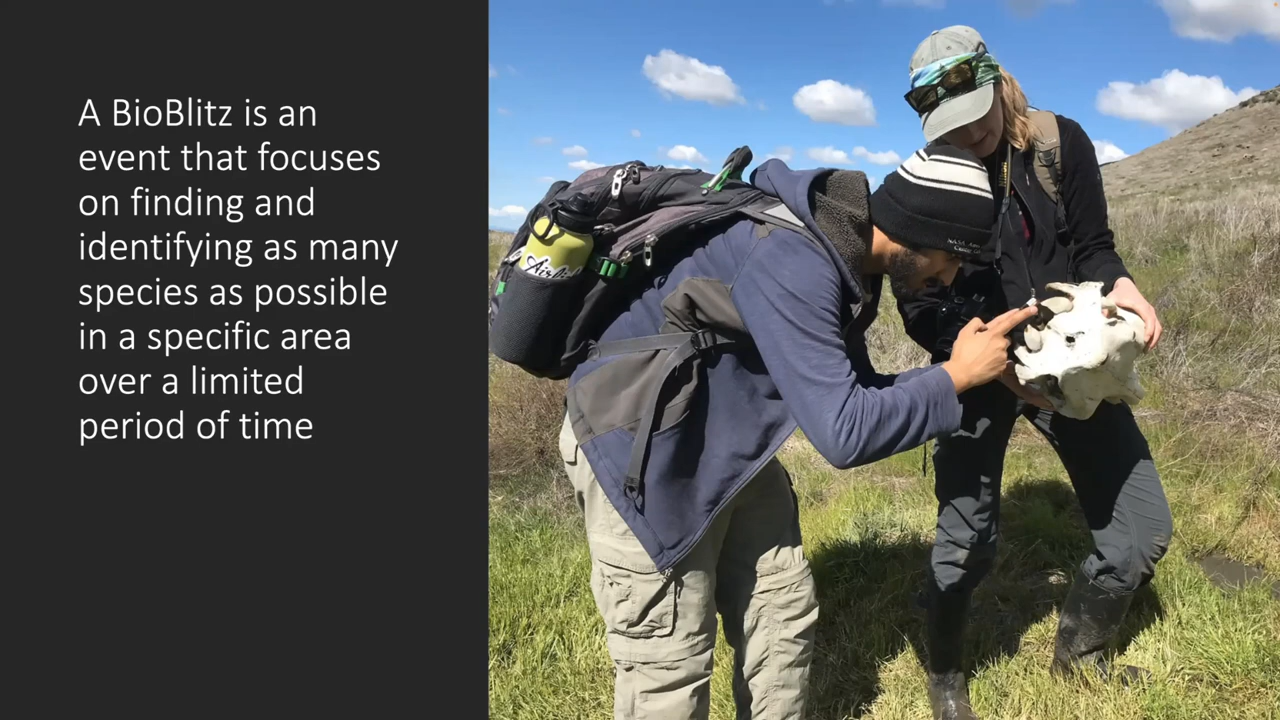 A BioBlitz is an
event that focuses
on finding and
identifying as many
species as possible
in a specific area
over a limited
period of time